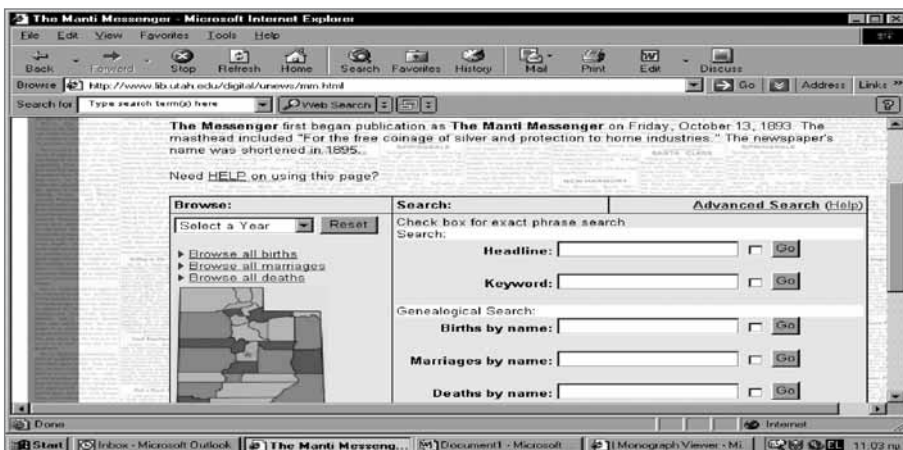 The Manti Messenger - Microsoft Internet Explorer
File Edit View Favorites Tools Help
Back Forward Stop Refresh Home Search Favorites History Mail Print Edit Discuss
Browse http://www.lib.utah.edu/digital/unews/mm.html Go Address Links »
Search for Type search term(s) here Web Search
The Messenger first began publication as The Manti Messenger on Friday, October 13, 1893. The
masthead included "For the free coinage of silver and protection to home industries." The newspaper's
name was shortened in 1895.
Need HELP on using this page?
Browse: Search: Advanced Search (Help)
Select a Year Reset
Check box for exact phrase search
Search:
Headline: Go
Browse all births
Browse all marriages
Browse all deaths
Keyword: Go
Genealogical Search:
Births by name: Go
Marriages by name: Go
Deaths by name: Go
Done Internet
Start Inbox - Microsoft Outlook The Manti Messeng... Document1 - Microsoft Monograph Viewer - Mi... EL 11:03 πμ